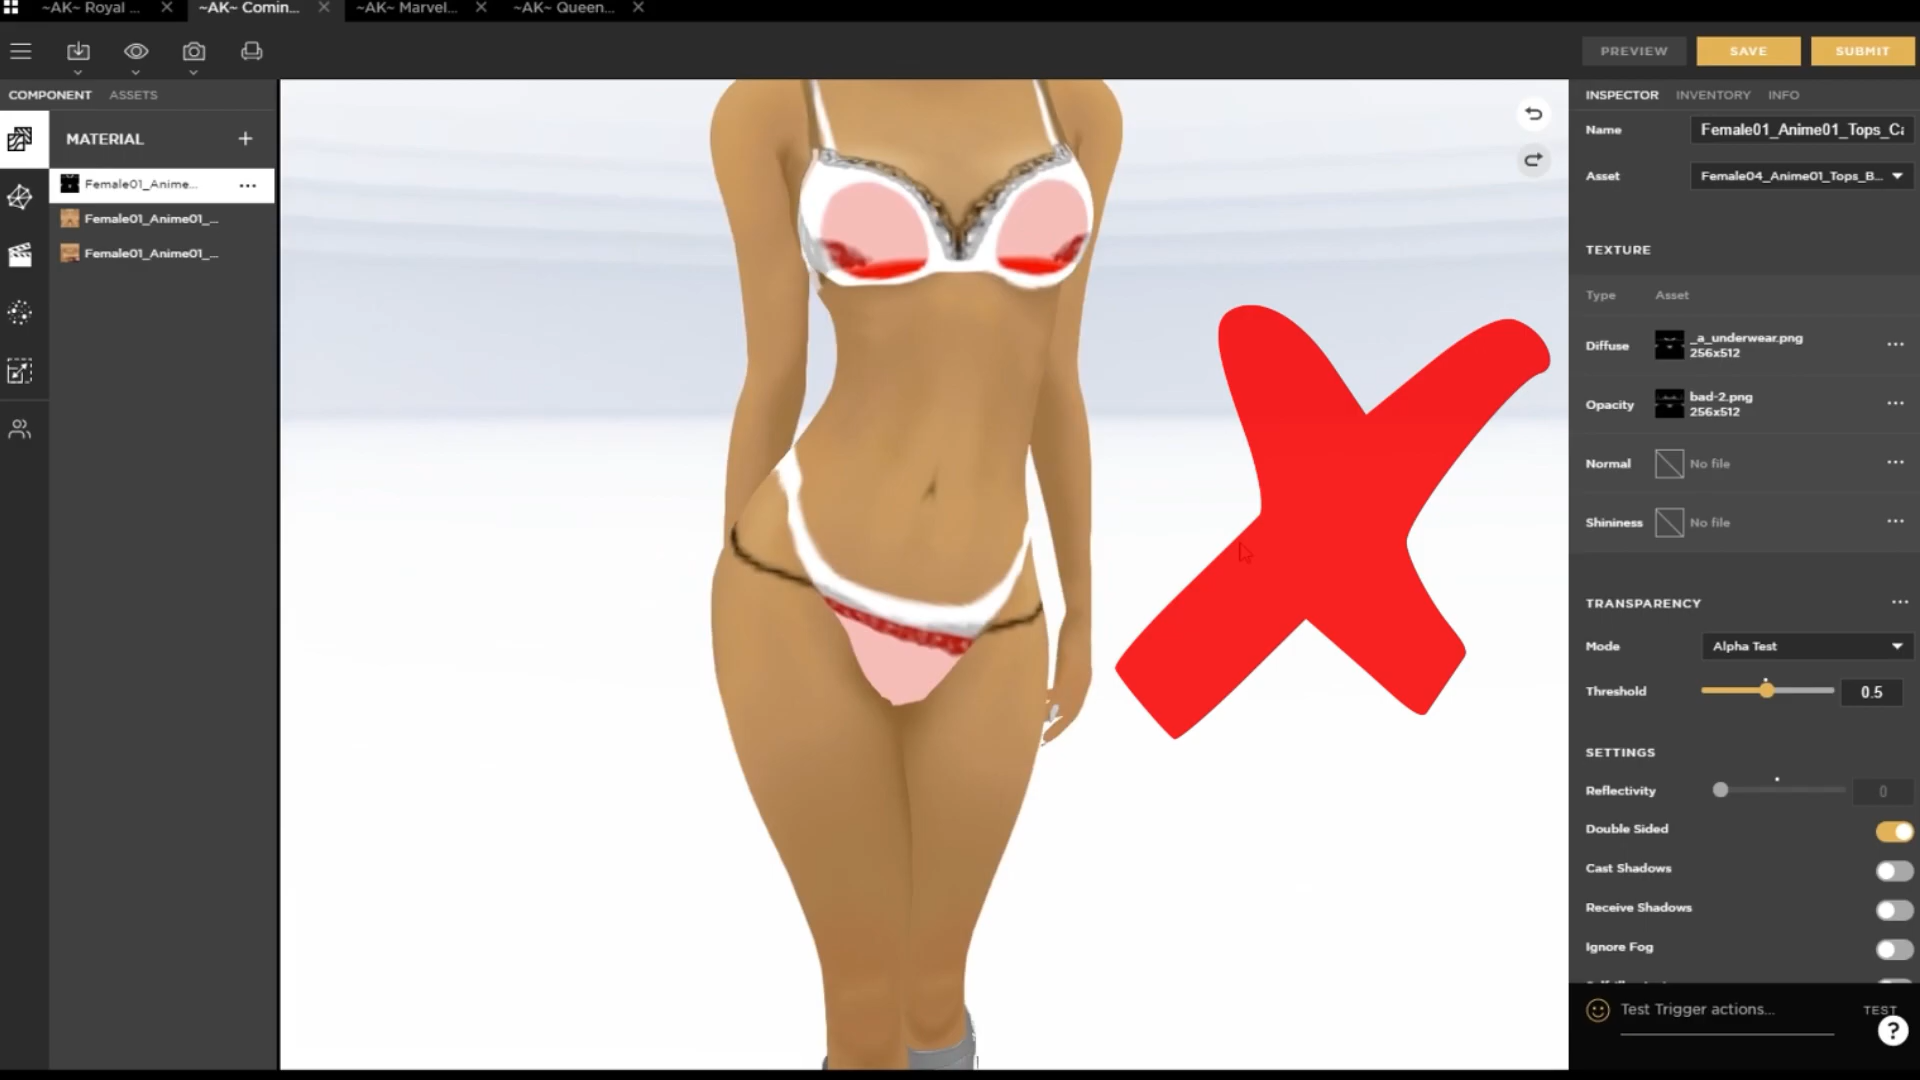 ~AK~ Royal ...
~AK~ Comin...
~AK~ Marvel...
~AK~ Queen...
PREVIEW
SAVE
SUBMIT
COMPONENT
ASSETS
MATERIAL
Female01_Anime...
Female01_Anime01_...
Female01_Anime01_...
INSPECTOR
INVENTORY
INFO
Name
Female01_Anime01_Tops_Ca
Asset
Female04_Anime01_Tops_B...
TEXTURE
Type
Asset
Diffuse
_a_underwear.png
256x512
Opacity
bad-2.png
256x512
Normal
No file
Shininess
No file
TRANSPARENCY
Mode
Alpha Test
Threshold
0.5
SETTINGS
Reflectivity
0
Double Sided
Cast Shadows
Receive Shadows
Ignore Fog
Test Trigger actions...
TEST
?